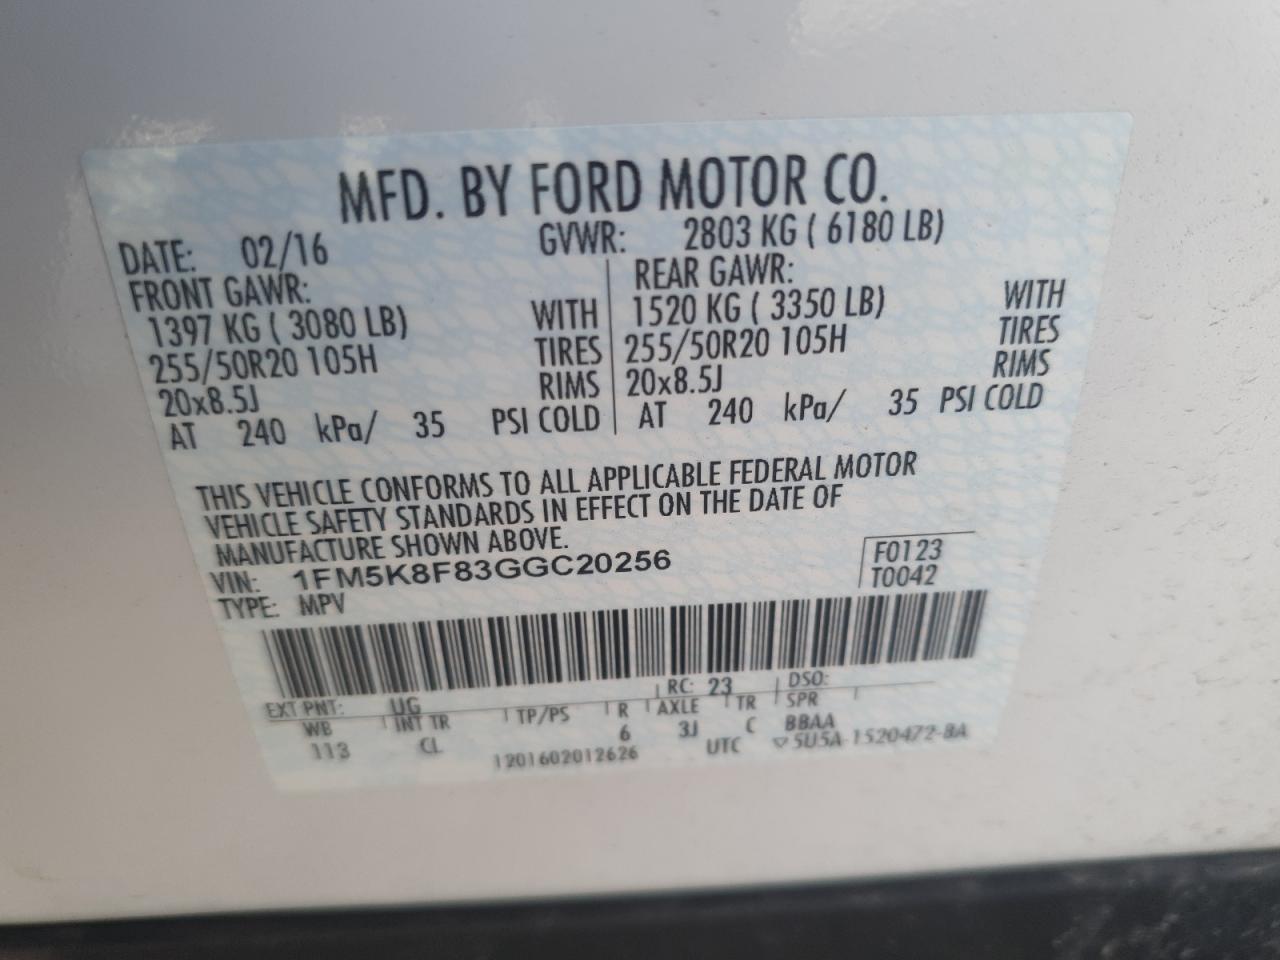 MFD. BY FORD MOTOR CO.
DATE: 02/16 GVWR: 2803 KG ( 6180 LB)
FRONT GAWR: REAR GAWR:
1397 KG ( 3080 LB) WITH 1520 KG ( 3350 LB) WITH
255/50R20 105H TIRES 255/50R20 105H TIRES
20x8.5J RIMS 20x8.5J RIMS
AT 240 kPa/ 35 PSI COLD AT 240 kPa/ 35 PSI COLD
THIS VEHICLE CONFORMS TO ALL APPLICABLE FEDERAL MOTOR
VEHICLE SAFETY STANDARDS IN EFFECT ON THE DATE OF
MANUFACTURE SHOWN ABOVE.
VIN: 1FM5K8F83GGC20256 F0123
TYPE: MPV T0042
EXT PNT: UG RC: 23 DSO:
WB INT TR TP/PS R AXLE TR SPR
113 CL 6 3J C BBAA
1201602012626 UTC ▽5U5A-1520472-BA